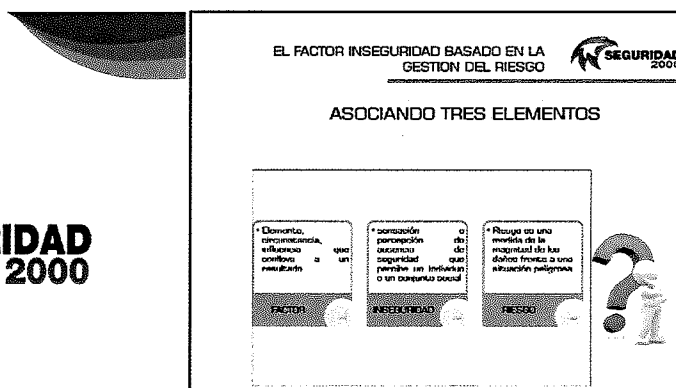 EL FACTOR INSEGURIDAD BASADO EN LA
GESTION DEL RIESGO
SEGURIDAD
2000
ASOCIANDO TRES ELEMENTOS
IDAD
2000
• Elemento,
circunstancia,
influencia que
conlleva a un
resultado
FACTOR
• sensación o
percepción de
ausencia de
seguridad que
percibe un individuo
o un conjunto social
INSEGURIDAD
• Riesgo es una
medida de la
magnitud de los
daños frente a una
situación peligrosa
RIESGO